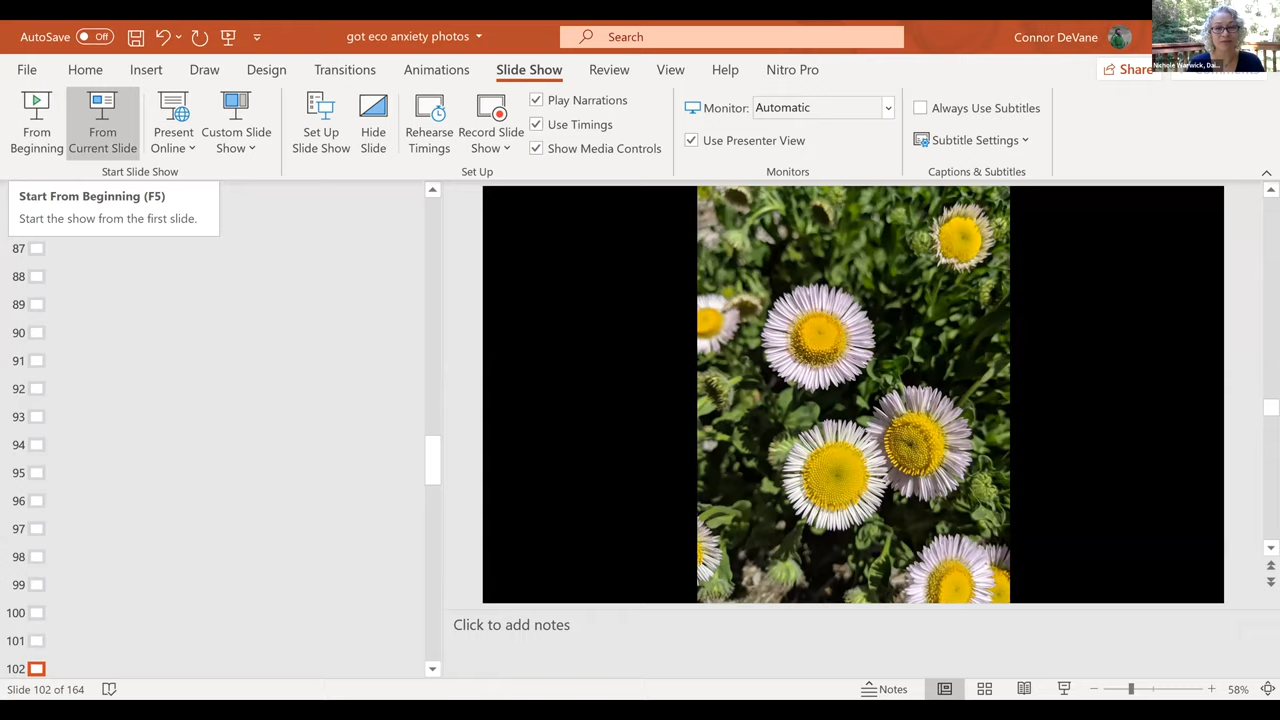 AutoSave Off
got eco anxiety photos
Search
Connor DeVane
File Home Insert Draw Design Transitions Animations Slide Show Review View Help Nitro Pro
Share
Nichole Warwick, Dai...
From Beginning
From Current Slide
Present Online
Custom Slide Show
Start Slide Show
Set Up Slide Show
Hide Slide
Rehearse Timings
Record Slide Show
Play Narrations
Use Timings
Show Media Controls
Set Up
Monitor: Automatic
Use Presenter View
Monitors
Always Use Subtitles
Subtitle Settings
Captions & Subtitles
Start From Beginning (F5)
Start the show from the first slide.
87
88
89
90
91
92
93
94
95
96
97
98
99
100
101
102
Click to add notes
Slide 102 of 164
Notes
58%